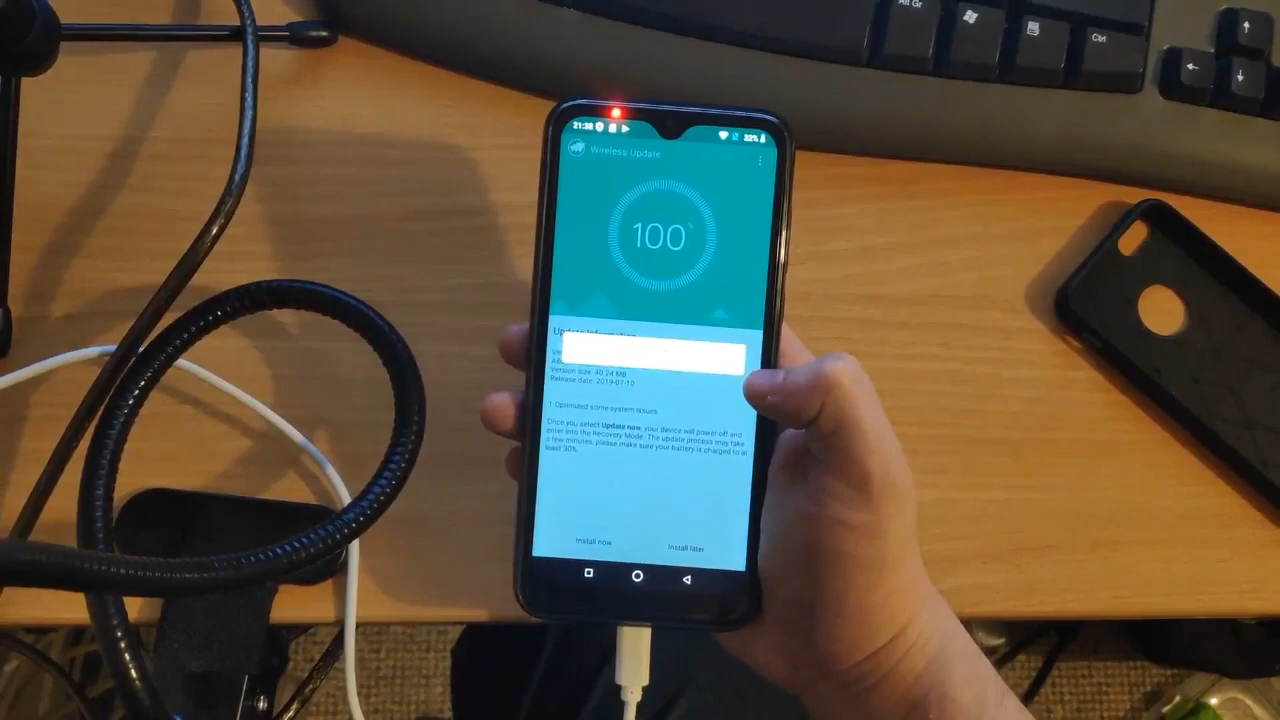 Alt Gr
Ctrl
21:38
32%
Wireless Update
100%
Update Information
Version size: 40.24 MB
Release date: 2019-07-10
1.Optimized some system issues
Once you select Update now, your device will power off and
enter into the Recovery Mode. The update process may take
a few minutes, please make sure your battery is charged to at
least 30%.
Install now
Install later